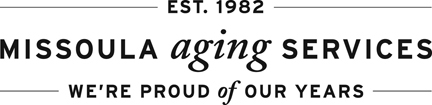 EST. 1982
MISSOULA aging SERVICES
WE'RE PROUD of OUR YEARS